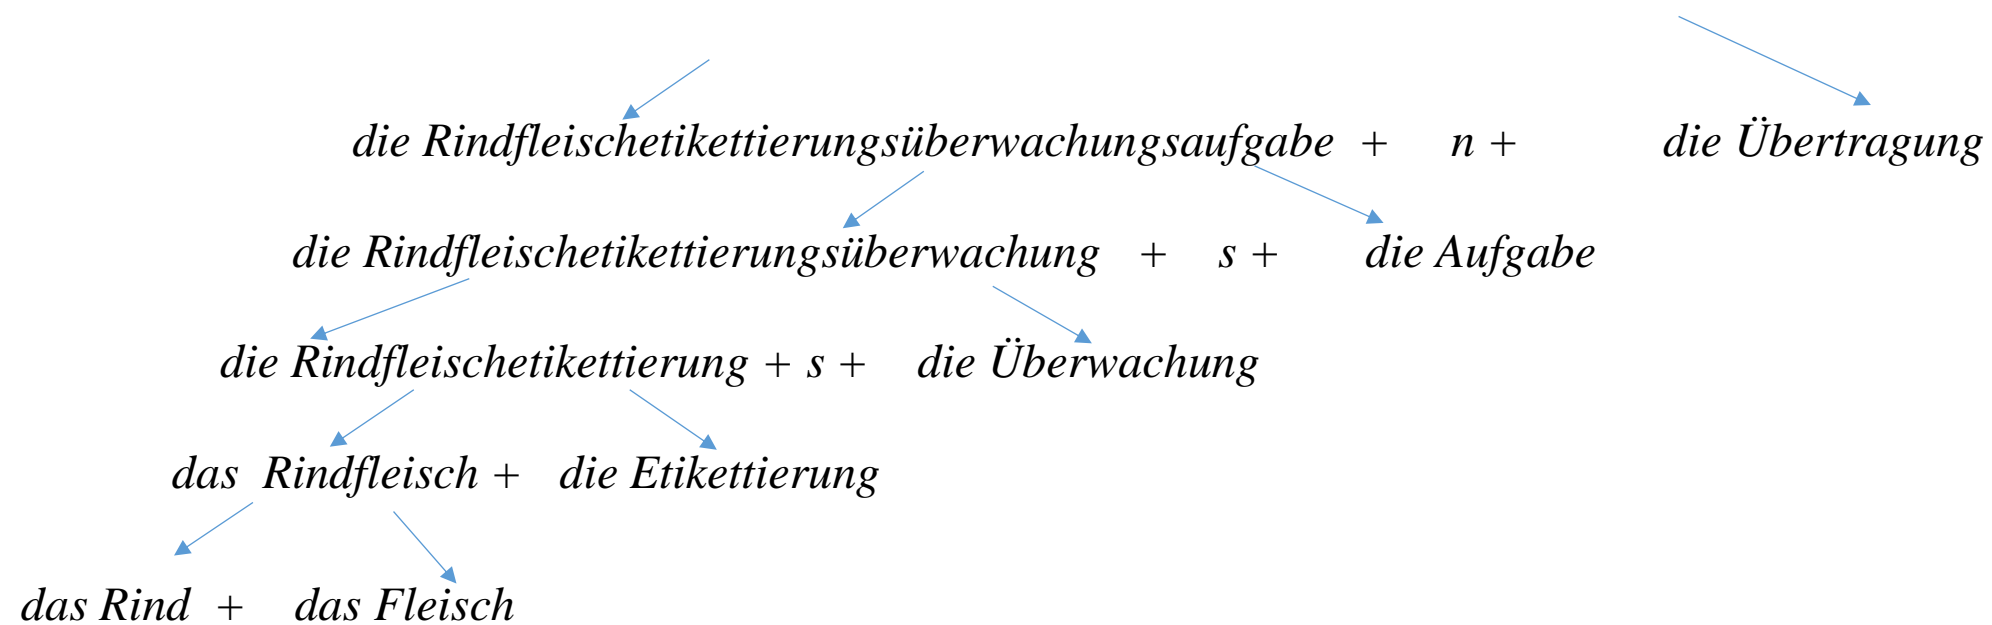 die Rindfleischetikettierungsüberwachungsaufgabe + n + die Übertragung
die Rindfleischetikettierungsüberwachung + s + die Aufgabe
die Rindfleischetikettierung + s + die Überwachung
das Rindfleisch + die Etikettierung
das Rind + das Fleisch